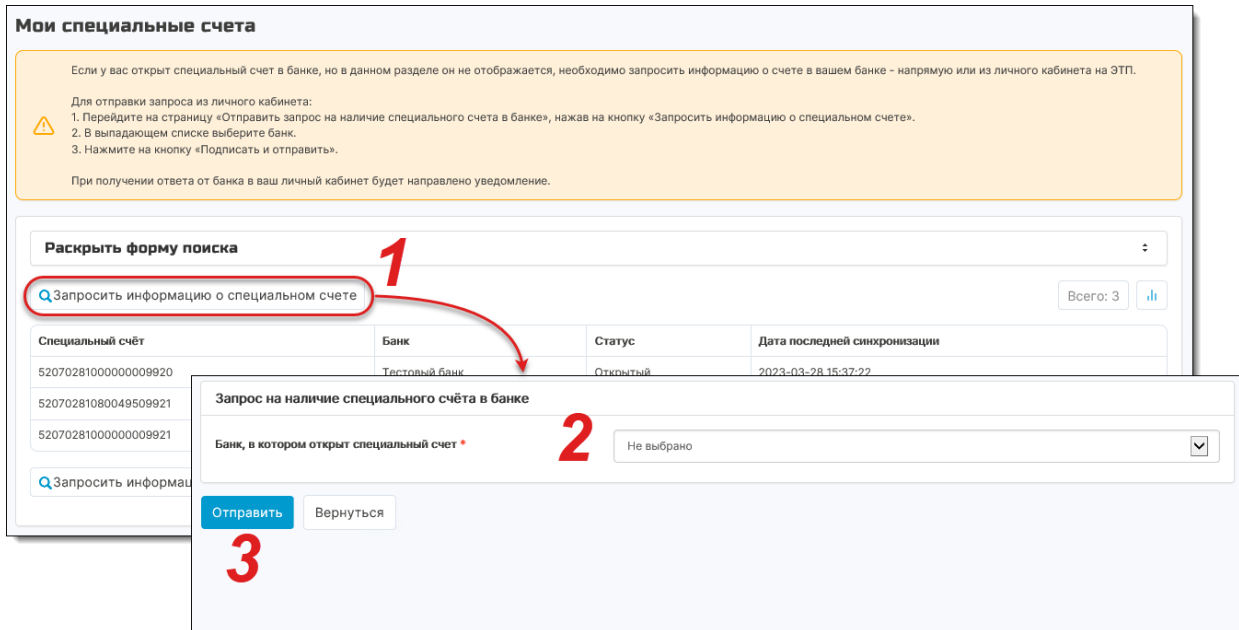 Мои специальные счета
Если у вас открыт специальный счет в банке, но в данном разделе он не отображается, необходимо запросить информацию о счете в вашем банке - напрямую или из личного кабинета на ЭТП.
Для отправки запроса из личного кабинета:
1. Перейдите на страницу «Отправить запрос на наличие специального счета в банке», нажав на кнопку «Запросить информацию о специальном счете».
2. В выпадающем списке выберите банк.
3. Нажмите на кнопку «Подписать и отправить».
При получении ответа от банка в ваш личный кабинет будет направлено уведомление.
Раскрыть форму поиска
1
Запросить информацию о специальном счете
Всего: 3
Специальный счёт Банк Статус Дата последней синхронизации
52070281000000009920 Тестовый банк Открытый 2023-03-28 15:37:22
52070281080049509921
52070281000000009921
Запросить информац
Запрос на наличие специального счёта в банке
2
Банк, в котором открыт специальный счет * Не выбрано
Отправить Вернуться
3